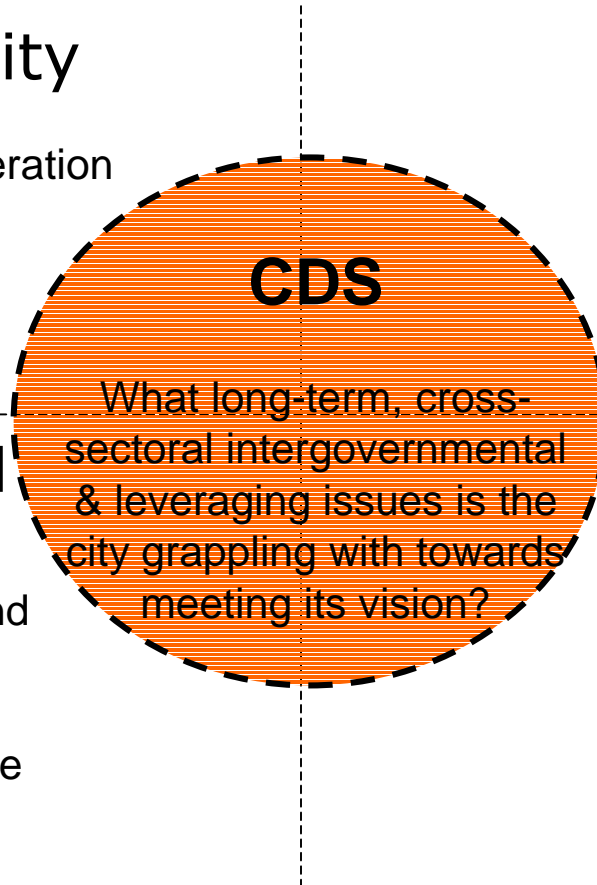 ity
eration
CDS
What long-term, cross-
sectoral intergovernmental
& leveraging issues is the
city grappling with towards
meeting its vision?
nd
e